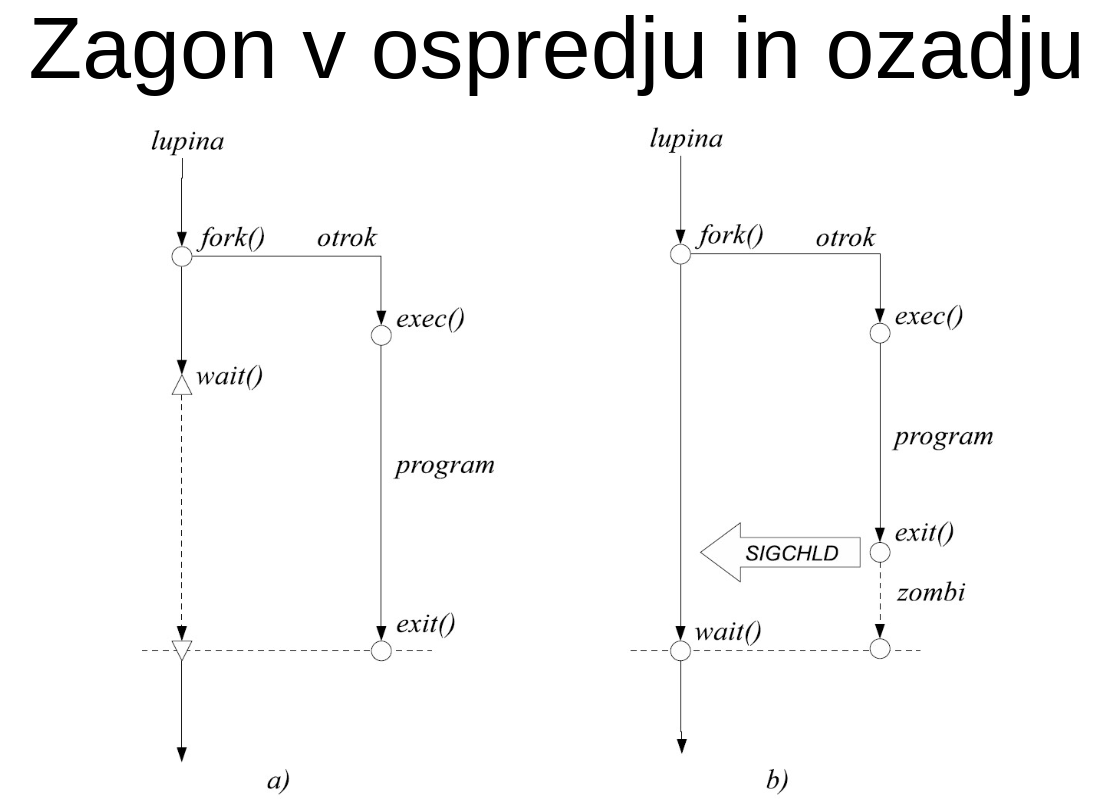 Zagon v ospredju in ozadju
lupina
fork()
otrok
exec()
wait()
program
exit()
a)
lupina
fork()
otrok
exec()
program
exit()
SIGCHLD
zombi
wait()
b)